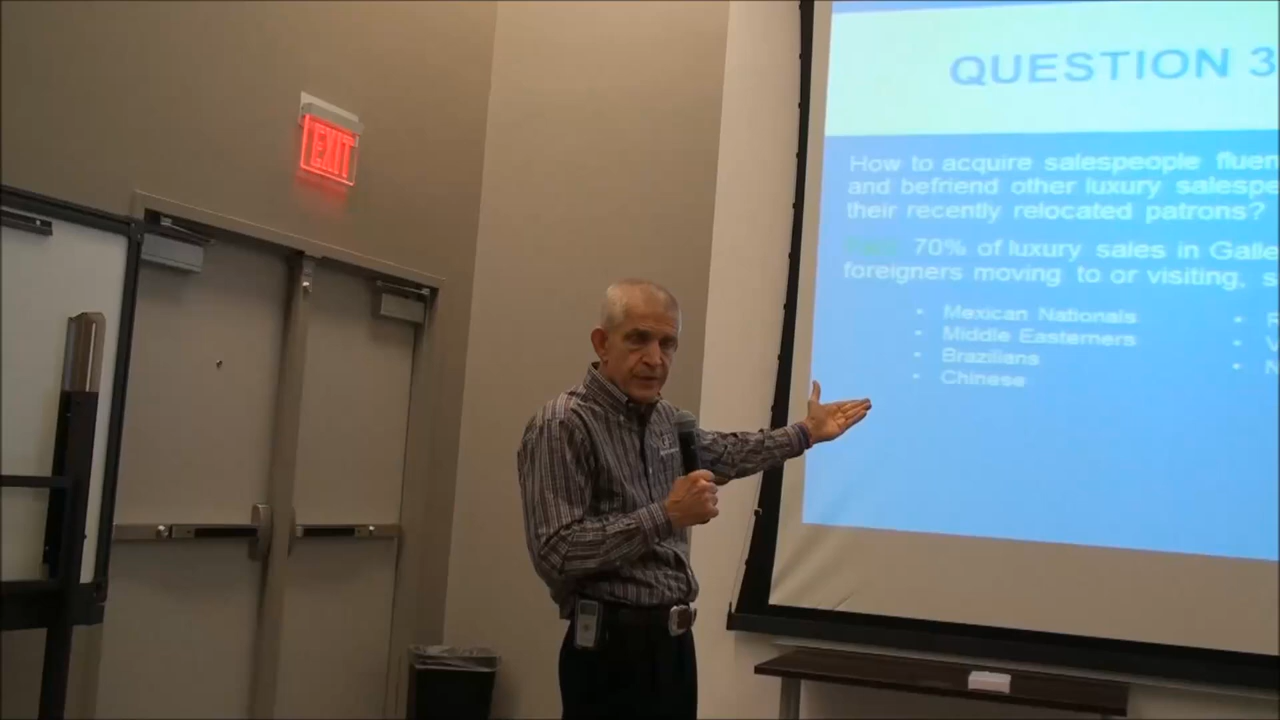 EXIT
QUESTION 3
How to acquire salespeople fluen
and befriend other luxury salespe
their recently relocated patrons?
70% of luxury sales in Galle
foreigners moving to or visiting, s
• Mexican Nationals
• Middle Easterners
• Brazilians
• Chinese